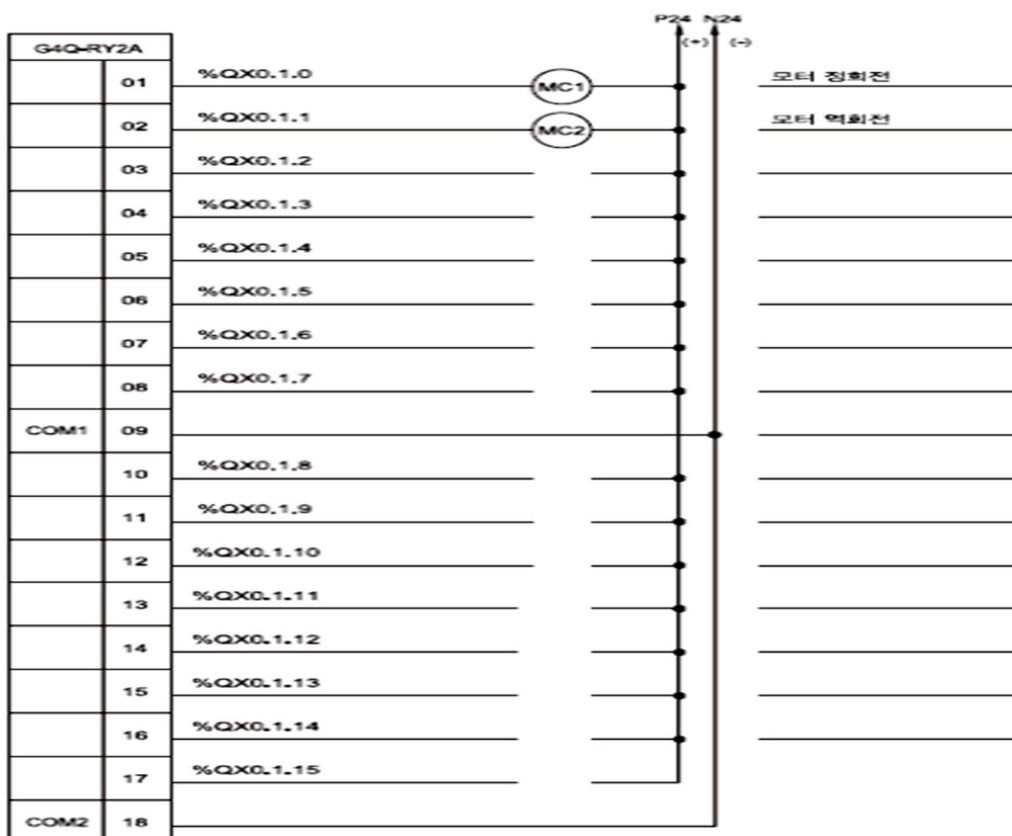 P24 N24
(+) (-)
G4Q-RY2A
01 %QX0.1.0 MC1 모터 정회전
02 %QX0.1.1 MC2 모터 역회전
03 %QX0.1.2
04 %QX0.1.3
05 %QX0.1.4
06 %QX0.1.5
07 %QX0.1.6
08 %QX0.1.7
COM1 09
10 %QX0.1.8
11 %QX0.1.9
12 %QX0.1.10
13 %QX0.1.11
14 %QX0.1.12
15 %QX0.1.13
16 %QX0.1.14
17 %QX0.1.15
COM2 18